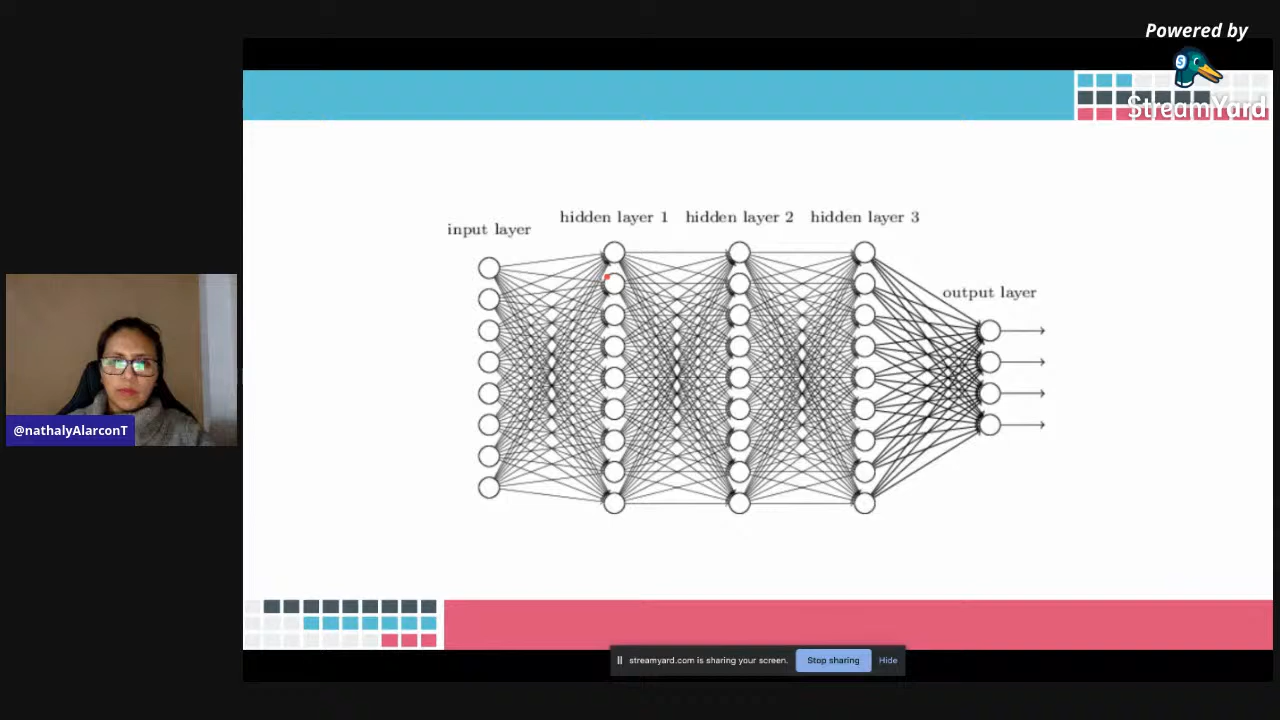 Powered by
StreamYard
hidden layer 1 hidden layer 2 hidden layer 3
input layer
output layer
@nathalyAlarconT
streamyard.com is sharing your screen. Stop sharing Hide